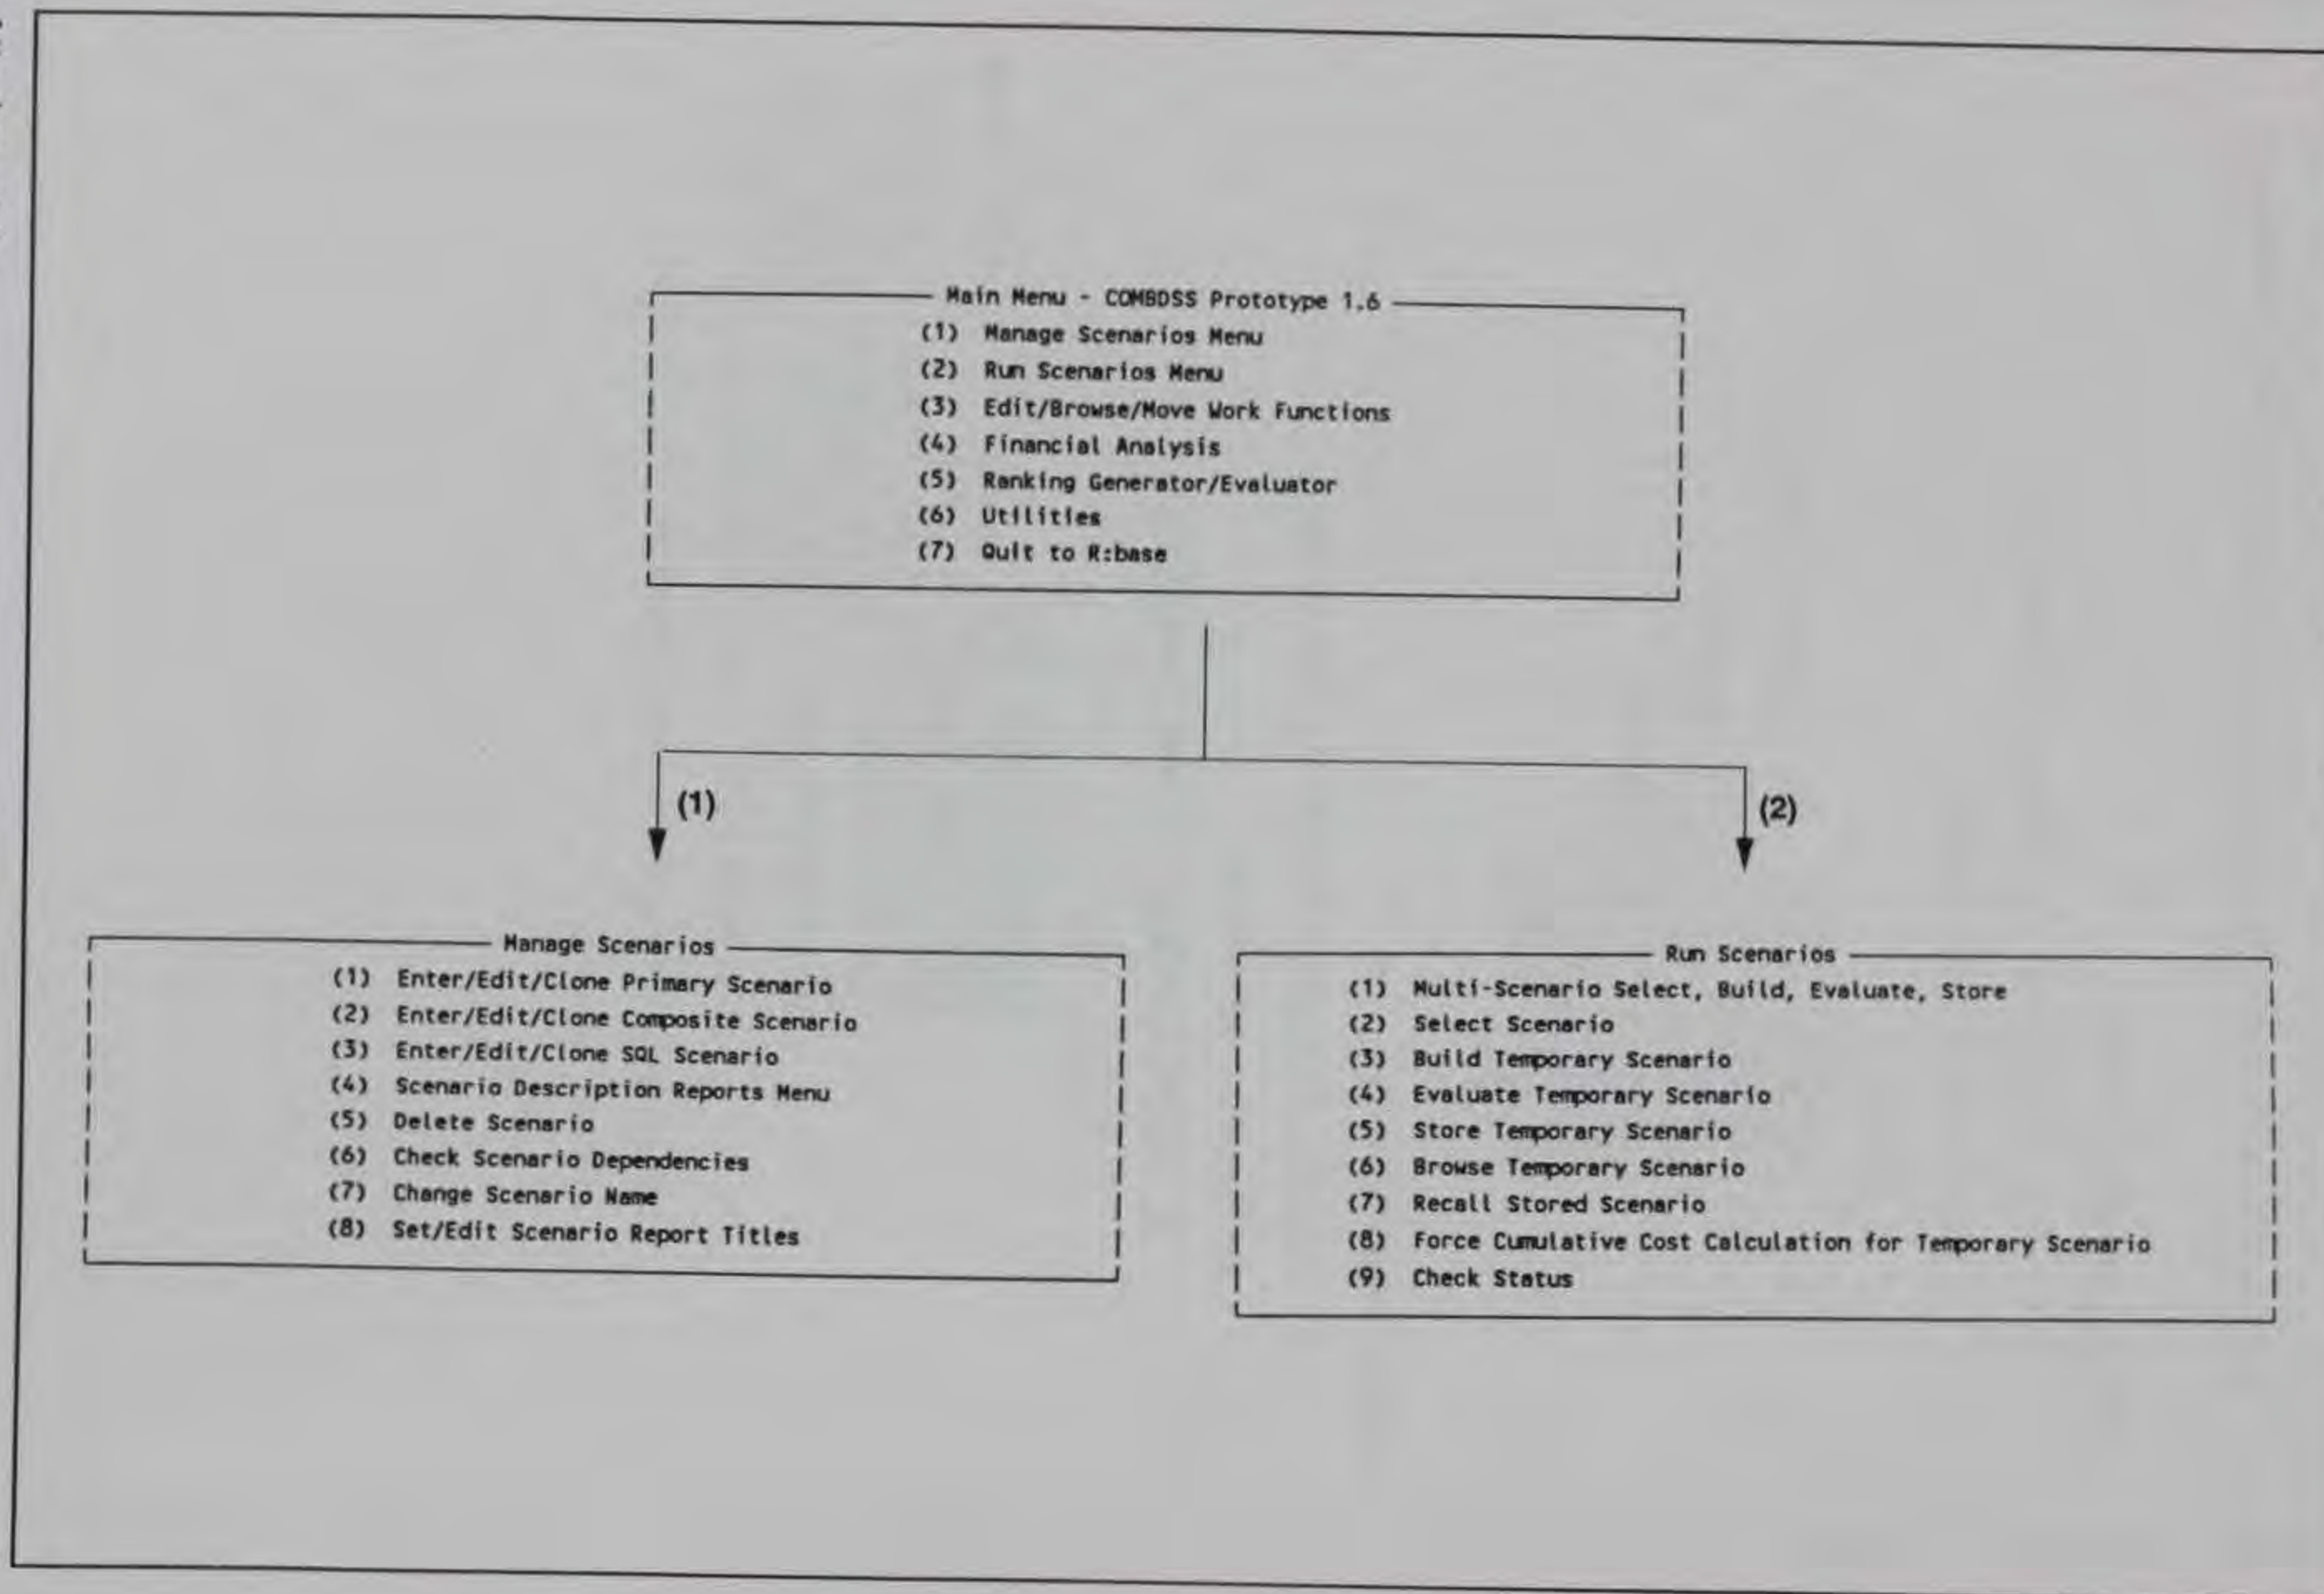 Main Menu - COMBDSS Prototype 1.6
(1) Manage Scenarios Menu
(2) Run Scenarios Menu
(3) Edit/Browse/Move Work Functions
(4) Financial Analysis
(5) Ranking Generator/Evaluator
(6) Utilities
(7) Quit to R:base
(1)
(2)
Manage Scenarios
(1) Enter/Edit/Clone Primary Scenario
(2) Enter/Edit/Clone Composite Scenario
(3) Enter/Edit/Clone SQL Scenario
(4) Scenario Description Reports Menu
(5) Delete Scenario
(6) Check Scenario Dependencies
(7) Change Scenario Name
(8) Set/Edit Scenario Report Titles
Run Scenarios
(1) Multi-Scenario Select, Build, Evaluate, Store
(2) Select Scenario
(3) Build Temporary Scenario
(4) Evaluate Temporary Scenario
(5) Store Temporary Scenario
(6) Browse Temporary Scenario
(7) Recall Stored Scenario
(8) Force Cumulative Cost Calculation for Temporary Scenario
(9) Check Status